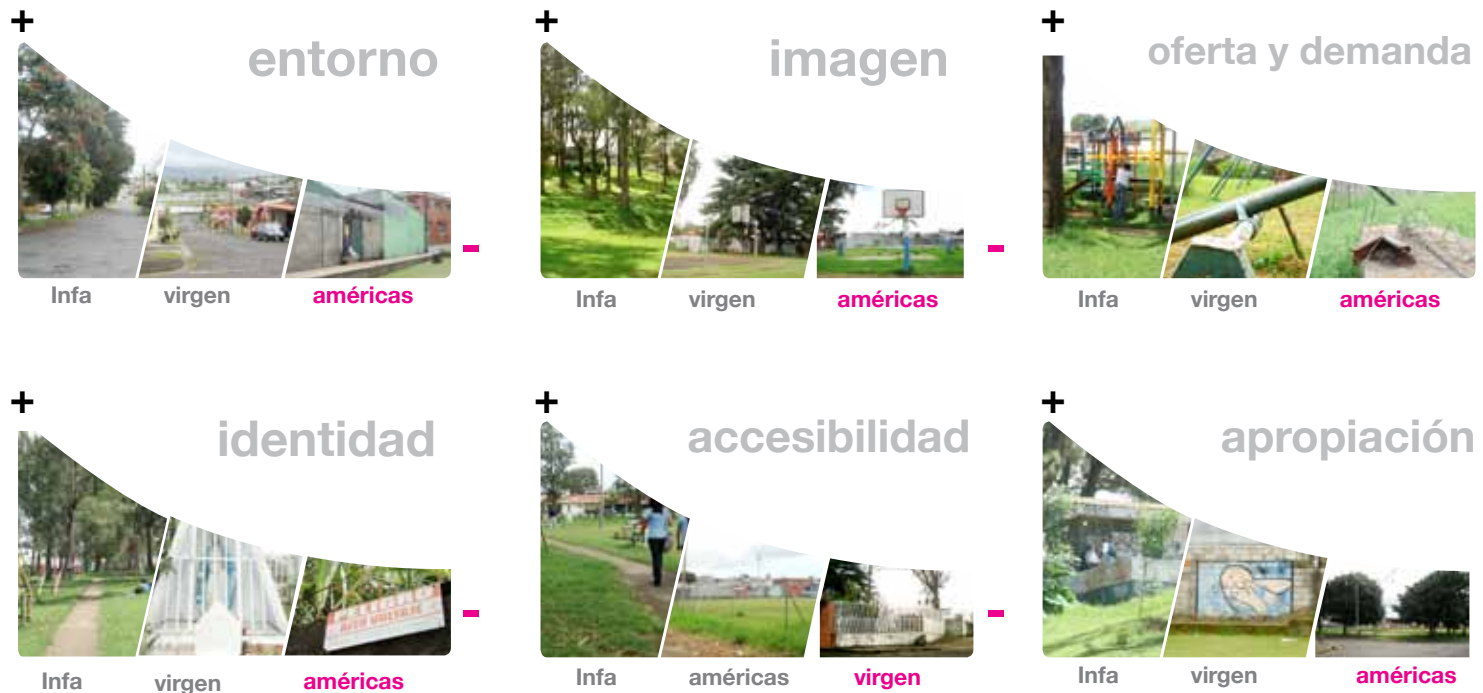 + + +
entorno imagen oferta y demanda
- -
Infa virgen américas Infa virgen américas Infa virgen américas
+ + +
identidad accesibilidad apropiación
- -
Infa virgen américas Infa américas virgen Infa virgen américas